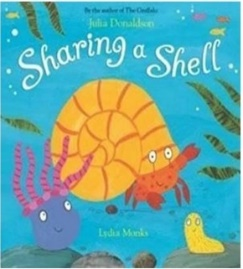 By the author of The Gruffalo
Julia Donaldson
Sharing a Shell
Lydia Monks